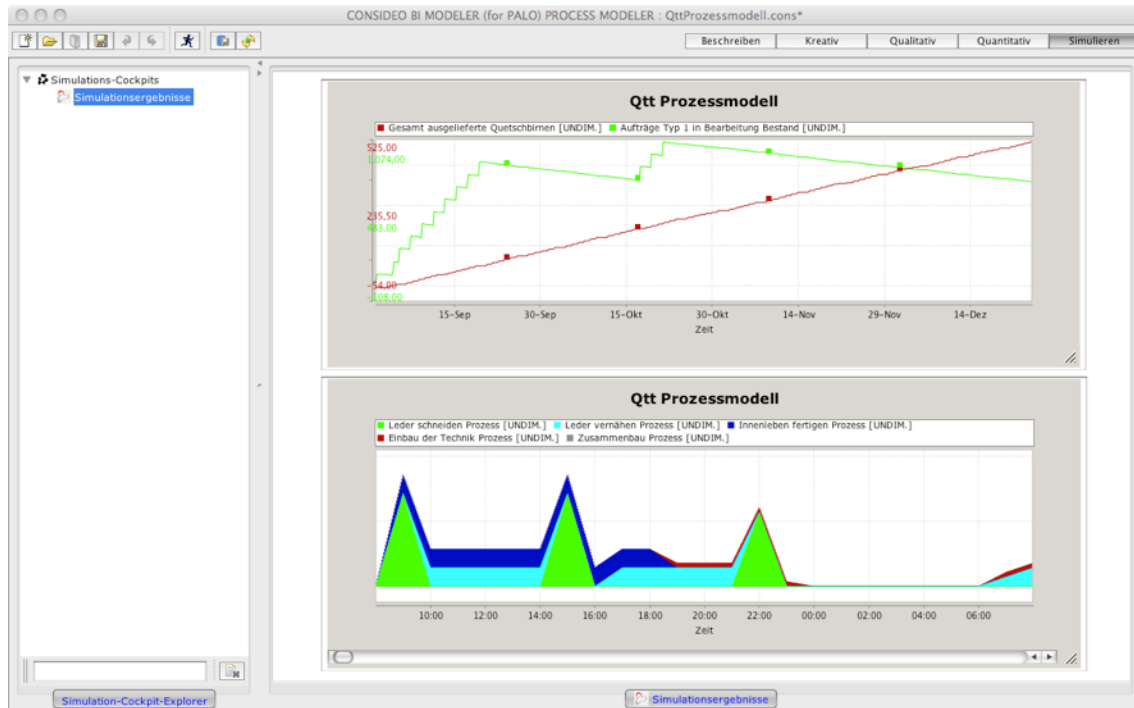 CONSIDEO BI MODELER (for PALO) PROCESS MODELER : QttProzessmodell.cons*
Beschreiben Kreativ Qualitativ Quantitativ Simulieren
Simulations-Cockpits
Simulationsergebnisse
Qtt Prozessmodell
Gesamt ausgelieferte Quetschbirnen [UNDIM.] Aufträge Typ 1 in Bearbeitung Bestand [UNDIM.]
525,00
1.074,00
235,50
483,00
-54,00
-108,00
15-Sep 30-Sep 15-Okt 30-Okt 14-Nov 29-Nov 14-Dez
Zeit
Qtt Prozessmodell
Leder schneiden Prozess [UNDIM.] Leder vernähen Prozess [UNDIM.] Innenleben fertigen Prozess [UNDIM.]
Einbau der Technik Prozess [UNDIM.] Zusammenbau Prozess [UNDIM.]
10:00 12:00 14:00 16:00 18:00 20:00 22:00 00:00 02:00 04:00 06:00
Zeit
Simulation-Cockpit-Explorer
Simulationsergebnisse